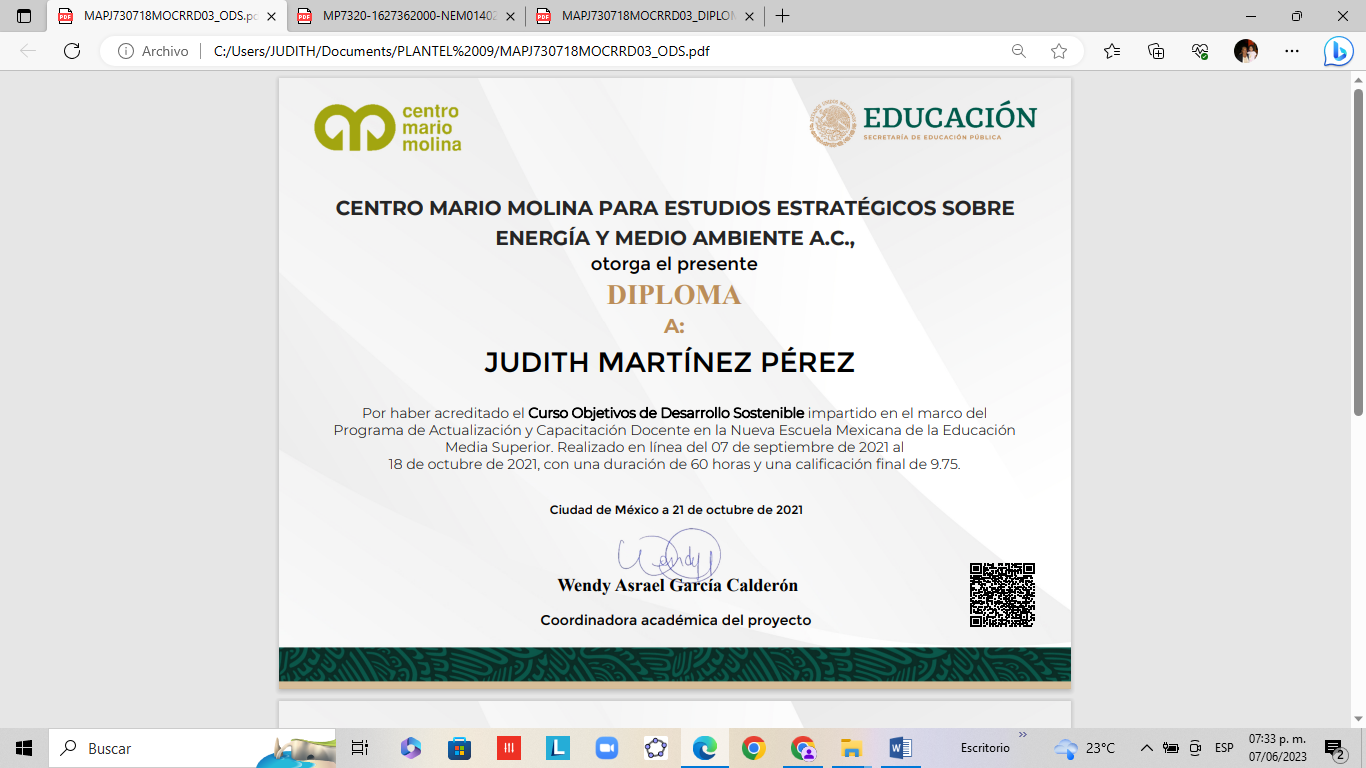 MAPJ730718MOCRRD03_ODS.pd
MP7320-1627362000-NEM0140
MAPJ730718MOCRRD03_DIPLOM
Archivo
C:/Users/JUDITH/Documents/PLANTEL%2009/MAPJ730718MOCRRD03_ODS.pdf
centro
mario
molina
EDUCACIÓN
SECRETARÍA DE EDUCACIÓN PÚBLICA
CENTRO MARIO MOLINA PARA ESTUDIOS ESTRATÉGICOS SOBRE
ENERGÍA Y MEDIO AMBIENTE A.C.,
otorga el presente
DIPLOMA
A:
JUDITH MARTÍNEZ PÉREZ
Por haber acreditado el Curso Objetivos de Desarrollo Sostenible impartido en el marco del
Programa de Actualización y Capacitación Docente en la Nueva Escuela Mexicana de la Educación
Media Superior. Realizado en línea del 07 de septiembre de 2021 al
18 de octubre de 2021, con una duración de 60 horas y una calificación final de 9.75.
Ciudad de México a 21 de octubre de 2021
Wendy
Wendy Asrael García Calderón
Coordinadora académica del proyecto
Buscar
Escritorio
23°C
ESP
07:33 p. m.
07/06/2023
2